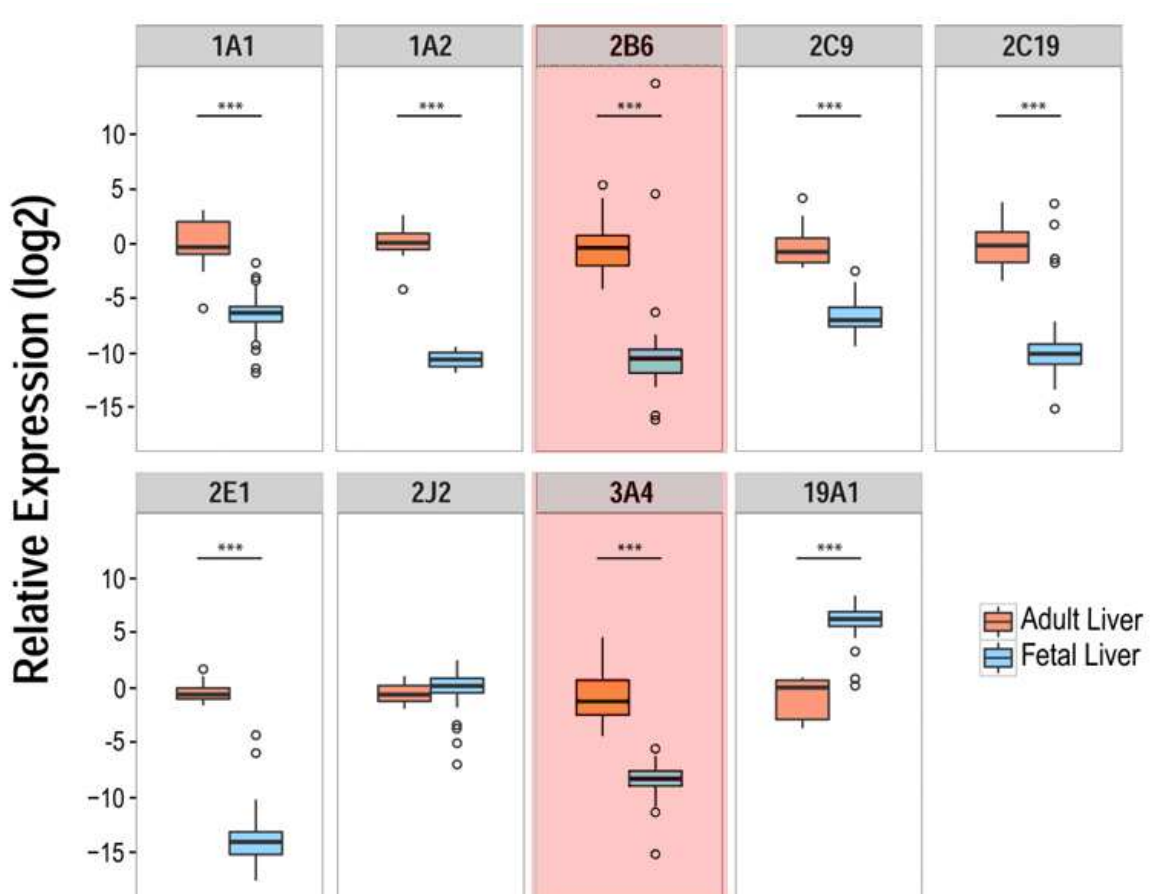 1A1 1A2 2B6 2C9 2C19
*** *** *** *** ***
10
5
0
-5
-10
-15
Relative Expression (log2)
2E1 2J2 3A4 19A1
*** *** ***
10
5
0
-5
-10
-15
Adult Liver
Fetal Liver